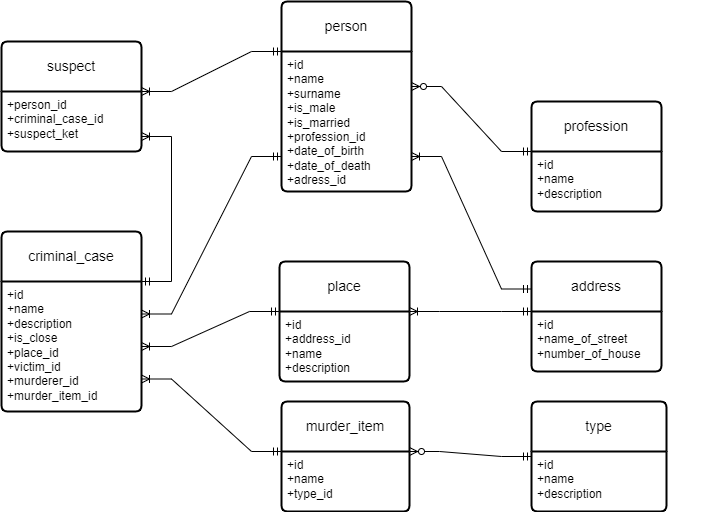 person
+id
+name
+surname
+is_male
+is_married
+profession_id
+date_of_birth
+date_of_death
+adress_id
suspect
+person_id
+criminal_case_id
+suspect_ket
profession
+id
+name
+description
criminal_case
+id
+name
+description
+is_close
+place_id
+victim_id
+murderer_id
+murder_item_id
place
+id
+address_id
+name
+description
address
+id
+name_of_street
+number_of_house
murder_item
+id
+name
+type_id
type
+id
+name
+description